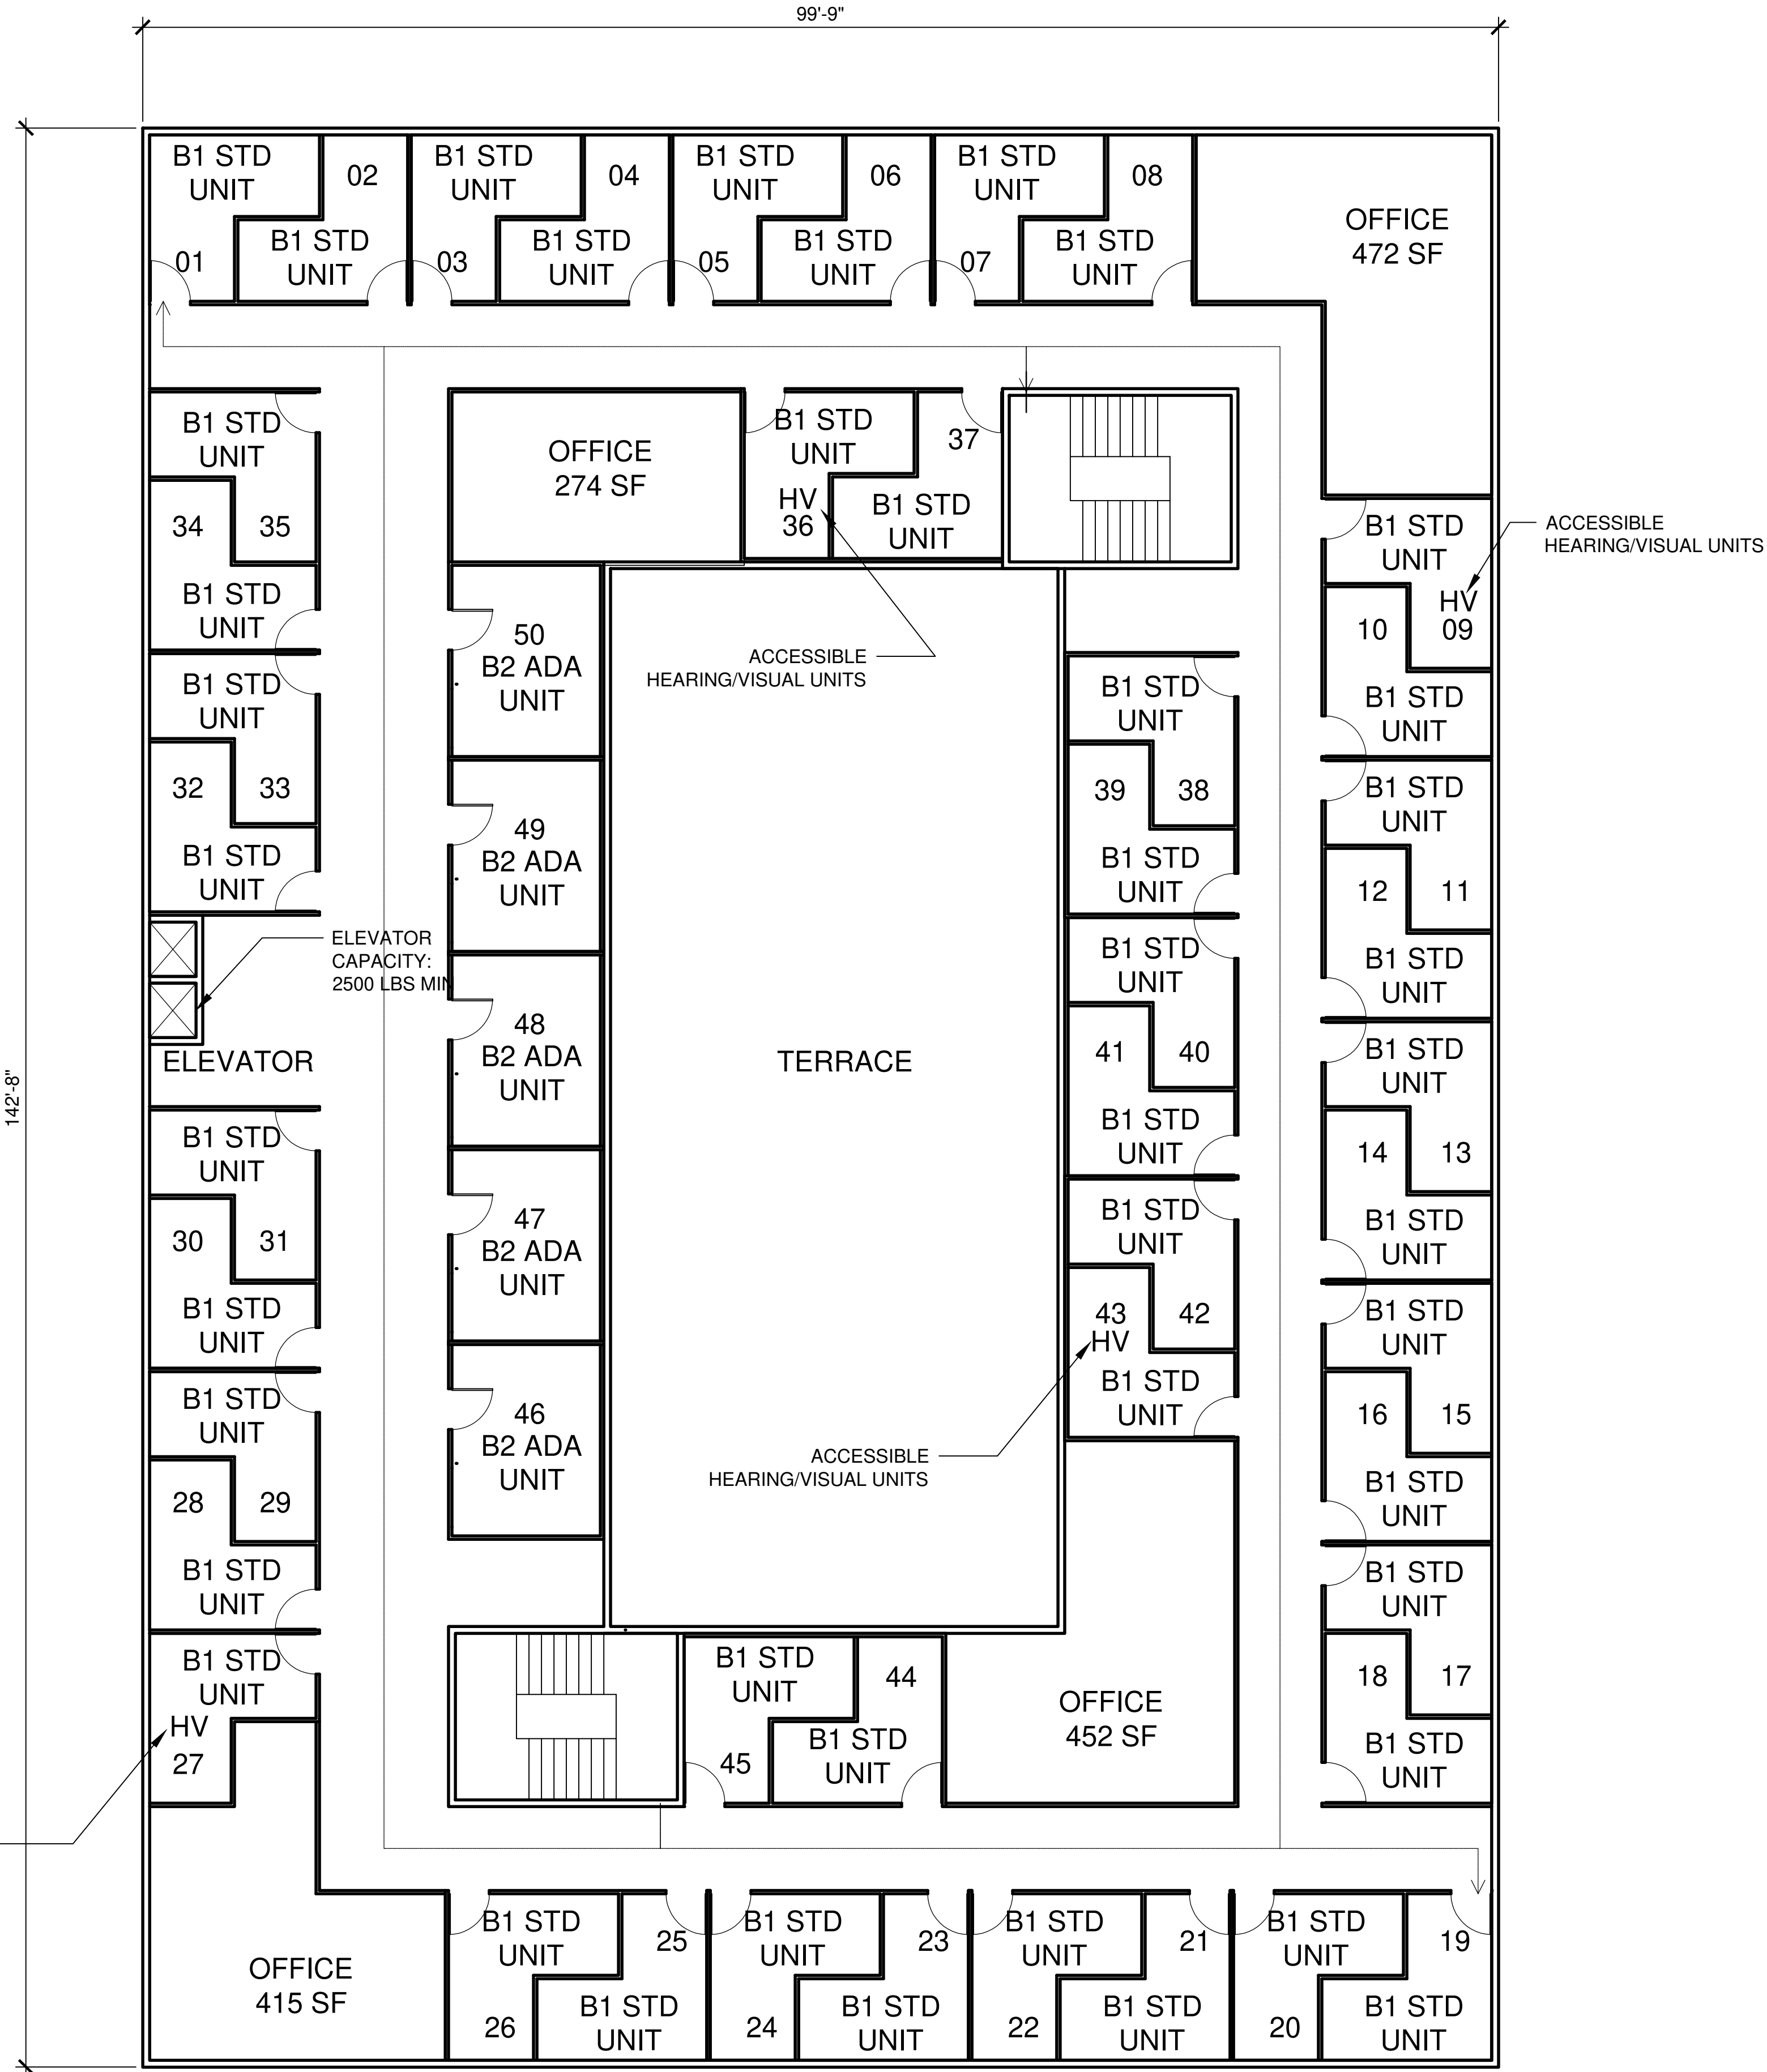 99'-9"
142'-8"
B1 STD
UNIT
01
02
B1 STD
UNIT
B1 STD
UNIT
03
04
B1 STD
UNIT
B1 STD
UNIT
05
06
B1 STD
UNIT
B1 STD
UNIT
07
08
B1 STD
UNIT
OFFICE
472 SF
B1 STD
UNIT
34
35
B1 STD
UNIT
B1 STD
UNIT
32
33
B1 STD
UNIT
ELEVATOR
CAPACITY:
2500 LBS MIN
ELEVATOR
B1 STD
UNIT
30
31
B1 STD
UNIT
B1 STD
UNIT
28
29
B1 STD
UNIT
B1 STD
UNIT
HV
27
OFFICE
415 SF
OFFICE
274 SF
B1 STD
UNIT
HV
36
37
B1 STD
UNIT
50
B2 ADA
UNIT
49
B2 ADA
UNIT
48
B2 ADA
UNIT
47
B2 ADA
UNIT
46
B2 ADA
UNIT
ACCESSIBLE
HEARING/VISUAL UNITS
TERRACE
ACCESSIBLE
HEARING/VISUAL UNITS
B1 STD
UNIT
39
38
B1 STD
UNIT
B1 STD
UNIT
41
40
B1 STD
UNIT
B1 STD
UNIT
43
HV
42
B1 STD
UNIT
B1 STD
UNIT
45
44
B1 STD
UNIT
OFFICE
452 SF
B1 STD
UNIT
HV
09
10
B1 STD
UNIT
ACCESSIBLE
HEARING/VISUAL UNITS
B1 STD
UNIT
12
11
B1 STD
UNIT
B1 STD
UNIT
14
13
B1 STD
UNIT
B1 STD
UNIT
16
15
B1 STD
UNIT
B1 STD
UNIT
18
17
B1 STD
UNIT
B1 STD
UNIT
25
26
B1 STD
UNIT
B1 STD
UNIT
23
24
B1 STD
UNIT
B1 STD
UNIT
21
22
B1 STD
UNIT
B1 STD
UNIT
19
20
B1 STD
UNIT